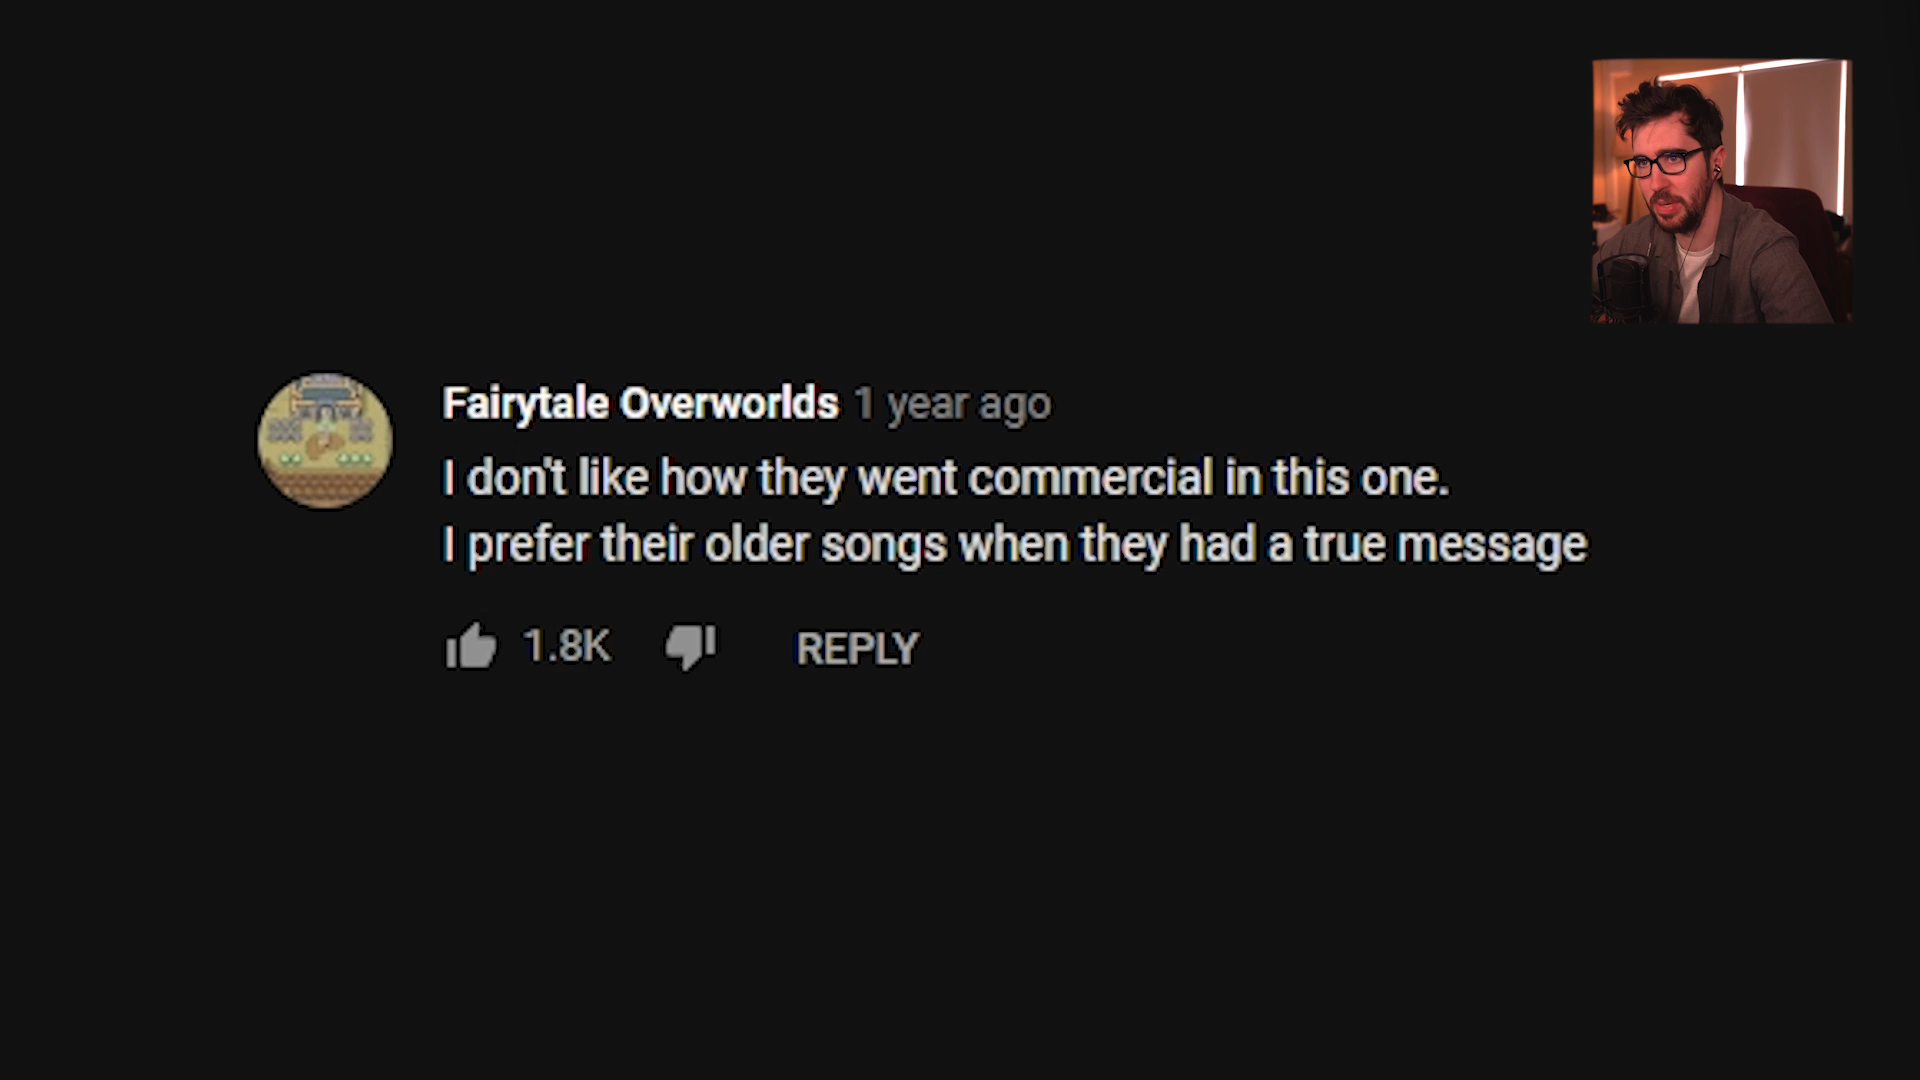 Fairytale Overworlds 1 year ago
I don't like how they went commercial in this one.
I prefer their older songs when they had a true message
1.8K REPLY